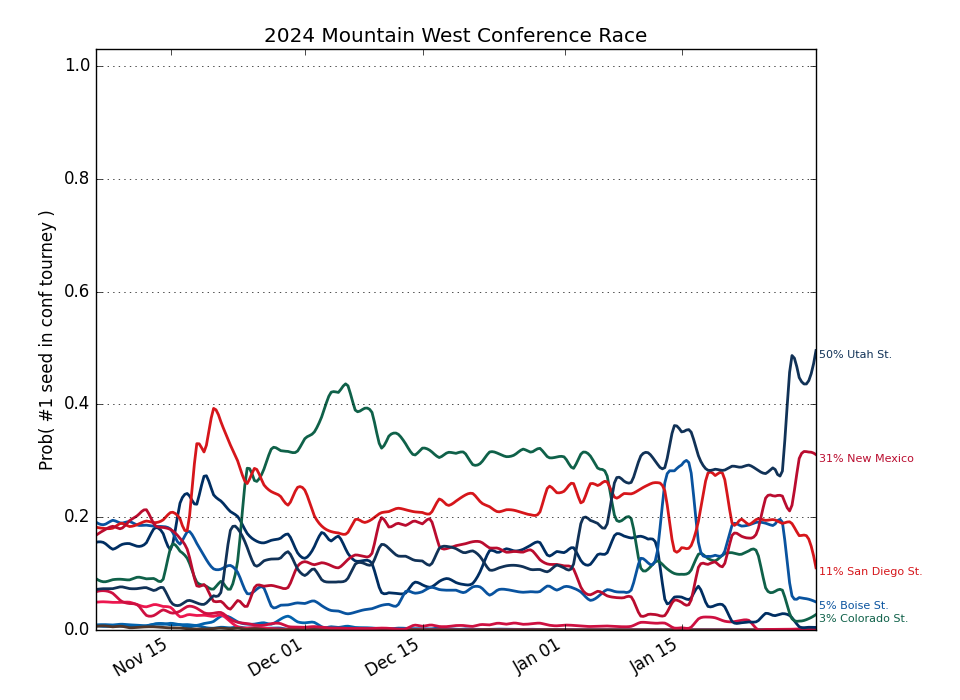 2024 Mountain West Conference Race
Prob( #1 seed in conf tourney )
1.0
0.8
0.6
0.4
0.2
0.0
50% Utah St.
31% New Mexico
11% San Diego St.
5% Boise St.
3% Colorado St.
Nov 15
Dec 01
Dec 15
Jan 01
Jan 15